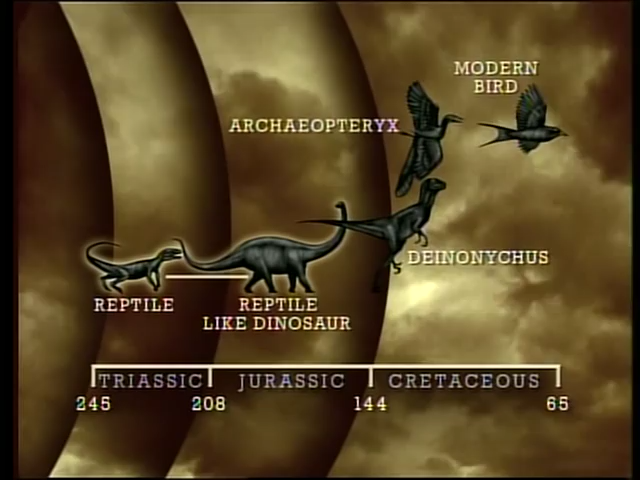 MODERN
BIRD
ARCHAEOPTERYX
DEINONYCHUS
REPTILE
REPTILE
LIKE DINOSAUR
TRIASSIC JURASSIC CRETACEOUS
245 208 144 65